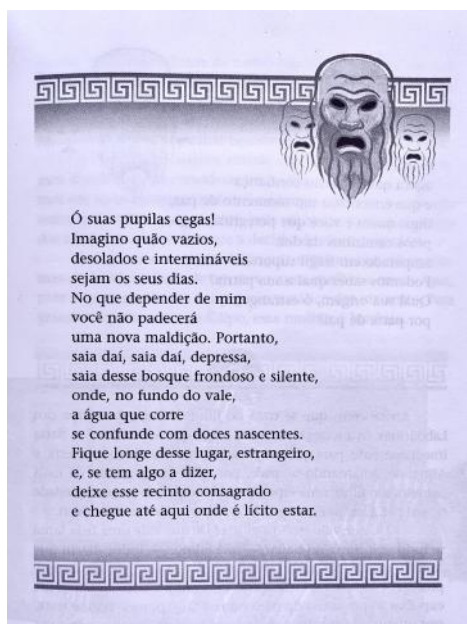 Ó suas pupilas cegas!
Imagino quão vazios,
desolados e intermináveis
sejam os seus dias.
No que depender de mim
você não padecerá
uma nova maldição. Portanto,
saia daí, saia daí, depressa,
saia desse bosque frondoso e silente,
onde, no fundo do vale,
a água que corre
se confunde com doces nascentes.
Fique longe desse lugar, estrangeiro,
e, se tem algo a dizer,
deixe esse recinto consagrado
e chegue até aqui onde é lícito estar.